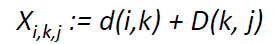 X_{i,k,j} := d(i,k) + D(k, j)